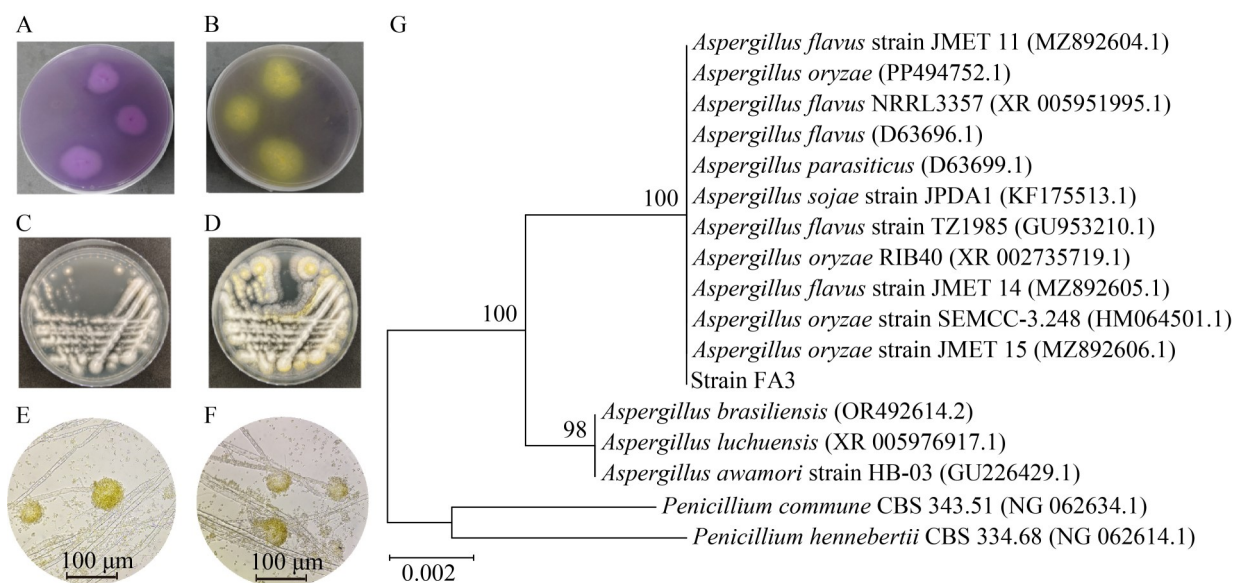 A
B
C
D
E
F
100 μm
100 μm
G
Aspergillus flavus strain JMET 11 (MZ892604.1)
Aspergillus oryzae (PP494752.1)
Aspergillus flavus NRRL3357 (XR 005951995.1)
Aspergillus flavus (D63696.1)
Aspergillus parasiticus (D63699.1)
100
Aspergillus sojae strain JPDA1 (KF175513.1)
Aspergillus flavus strain TZ1985 (GU953210.1)
Aspergillus oryzae RIB40 (XR 002735719.1)
Aspergillus flavus strain JMET 14 (MZ892605.1)
100
Aspergillus oryzae strain SEMCC-3.248 (HM064501.1)
Aspergillus oryzae strain JMET 15 (MZ892606.1)
Strain FA3
Aspergillus brasiliensis (OR492614.2)
98
Aspergillus luchuensis (XR 005976917.1)
Aspergillus awamori strain HB-03 (GU226429.1)
Penicillium commune CBS 343.51 (NG 062634.1)
Penicillium hennebertii CBS 334.68 (NG 062614.1)
0.002